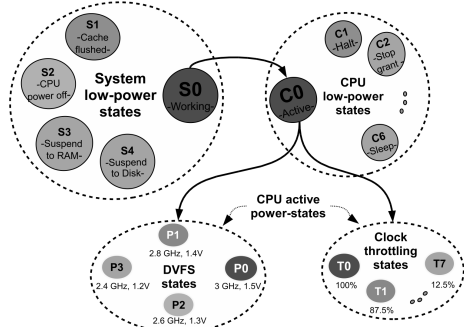 S1
-Cache
flushed-
S2
-CPU
power off-
System
low-power
states
S0
-Working-
S3
-Suspend
to RAM-
S4
-Suspend
to Disk-
C1
-Halt-
C2
-Stop
grant-
C0
-Active-
CPU
low-power
states
C6
-Sleep-
CPU active
power-states
P1
2.8 GHz, 1.4V
P3
2.4 GHz, 1.2V
DVFS
states
P0
3 GHz, 1.5V
P2
2.6 GHz, 1.3V
Clock
throttling
states
T0
100%
T1
87.5%
T7
12.5%